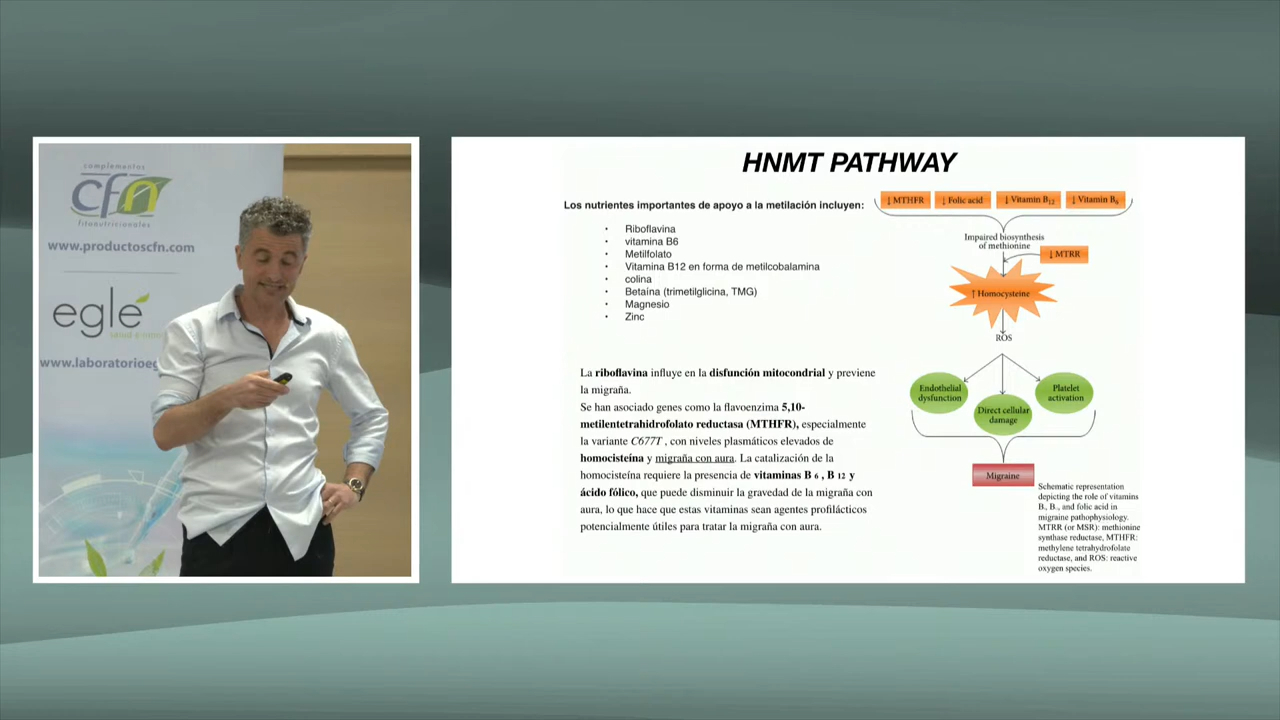 complementos
cfn
fitonutricionales
www.productoscfn.com
eglé
www.laboratorioeg
HNMT PATHWAY
Los nutrientes importantes de apoyo a la metilación incluyen:
• Riboflavina
• vitamina B6
• Metilfolato
• Vitamina B12 en forma de metilcobalamina
• colina
• Betaína (trimetilglicina, TMG)
• Magnesio
• Zinc
La riboflavina influye en la disfunción mitocondrial y previene
la migraña.
Se han asociado genes como la flavoenzima 5,10-
metilentetrahidrofolato reductasa (MTHFR), especialmente
la variante C677T , con niveles plasmáticos elevados de
homocisteína y migraña con aura. La catalización de la
homocisteína requiere la presencia de vitaminas B 6 , B 12 y
ácido fólico, que puede disminuir la gravedad de la migraña con
aura, lo que hace que estas vitaminas sean agentes profilácticos
potencialmente útiles para tratar la migraña con aura.
↓ MTHFR
↓ Folic acid
↓ Vitamin B12
↓ Vitamin B6
Impaired biosynthesis
of methionine
↓ MTRR
↑ Homocysteine
ROS
Endothelial
dysfunction
Direct cellular
damage
Platelet
activation
Migraine
Schematic representation
depicting the role of vitamins
and folic acid in
migraine pathophysiology.
MTRR (or MSR): methionine
synthase reductase, MTHFR:
methylene tetrahydrofolate
reductase, and ROS: reactive
oxygen species.